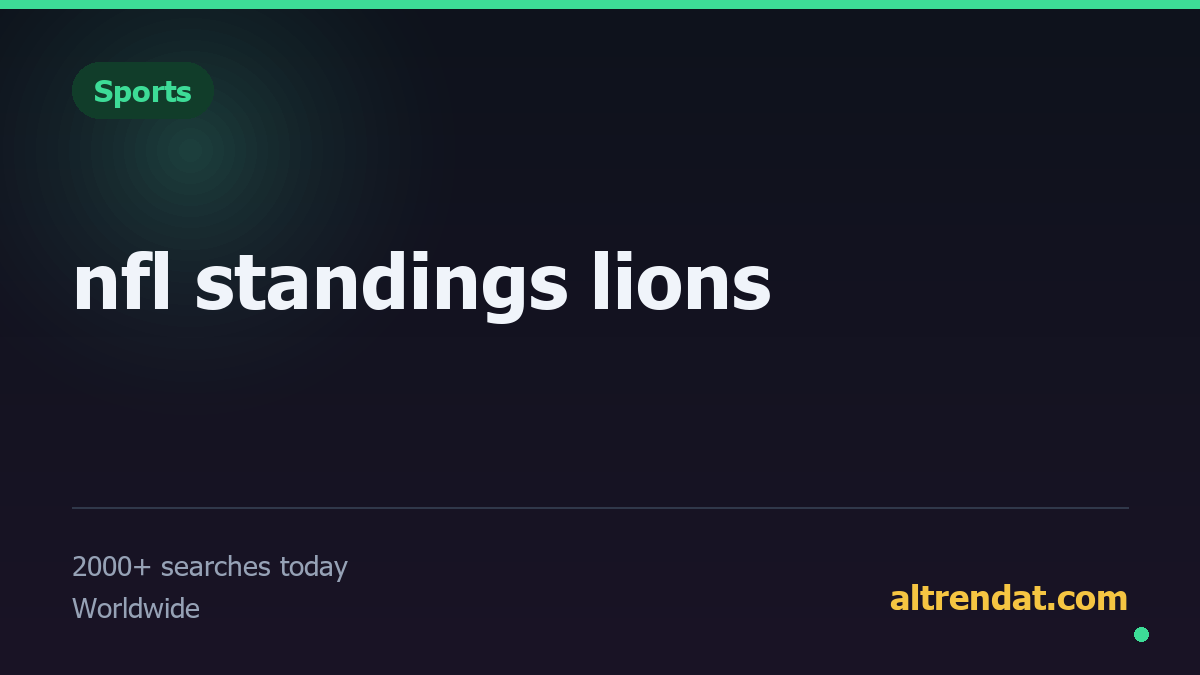 Sports
nfl standings lions
2000+ searches today
Worldwide
altrendat.com